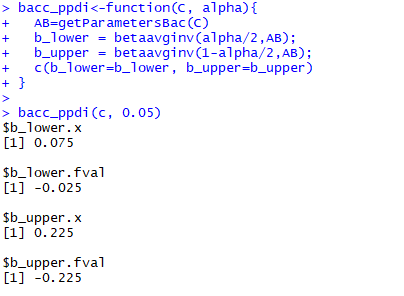 > bacc_ppdi<-function(C, alpha){
+   AB=getParametersBac(C)
+   b_lower = betaavginv(alpha/2,AB);
+   b_upper = betaavginv(1-alpha/2,AB);
+   c(b_lower=b_lower, b_upper=b_upper)
+ }
>
> bacc_ppdi(c, 0.05)
$b_lower.x
[1] 0.075

$b_lower.fval
[1] -0.025

$b_upper.x
[1] 0.225

$b_upper.fval
[1] -0.225